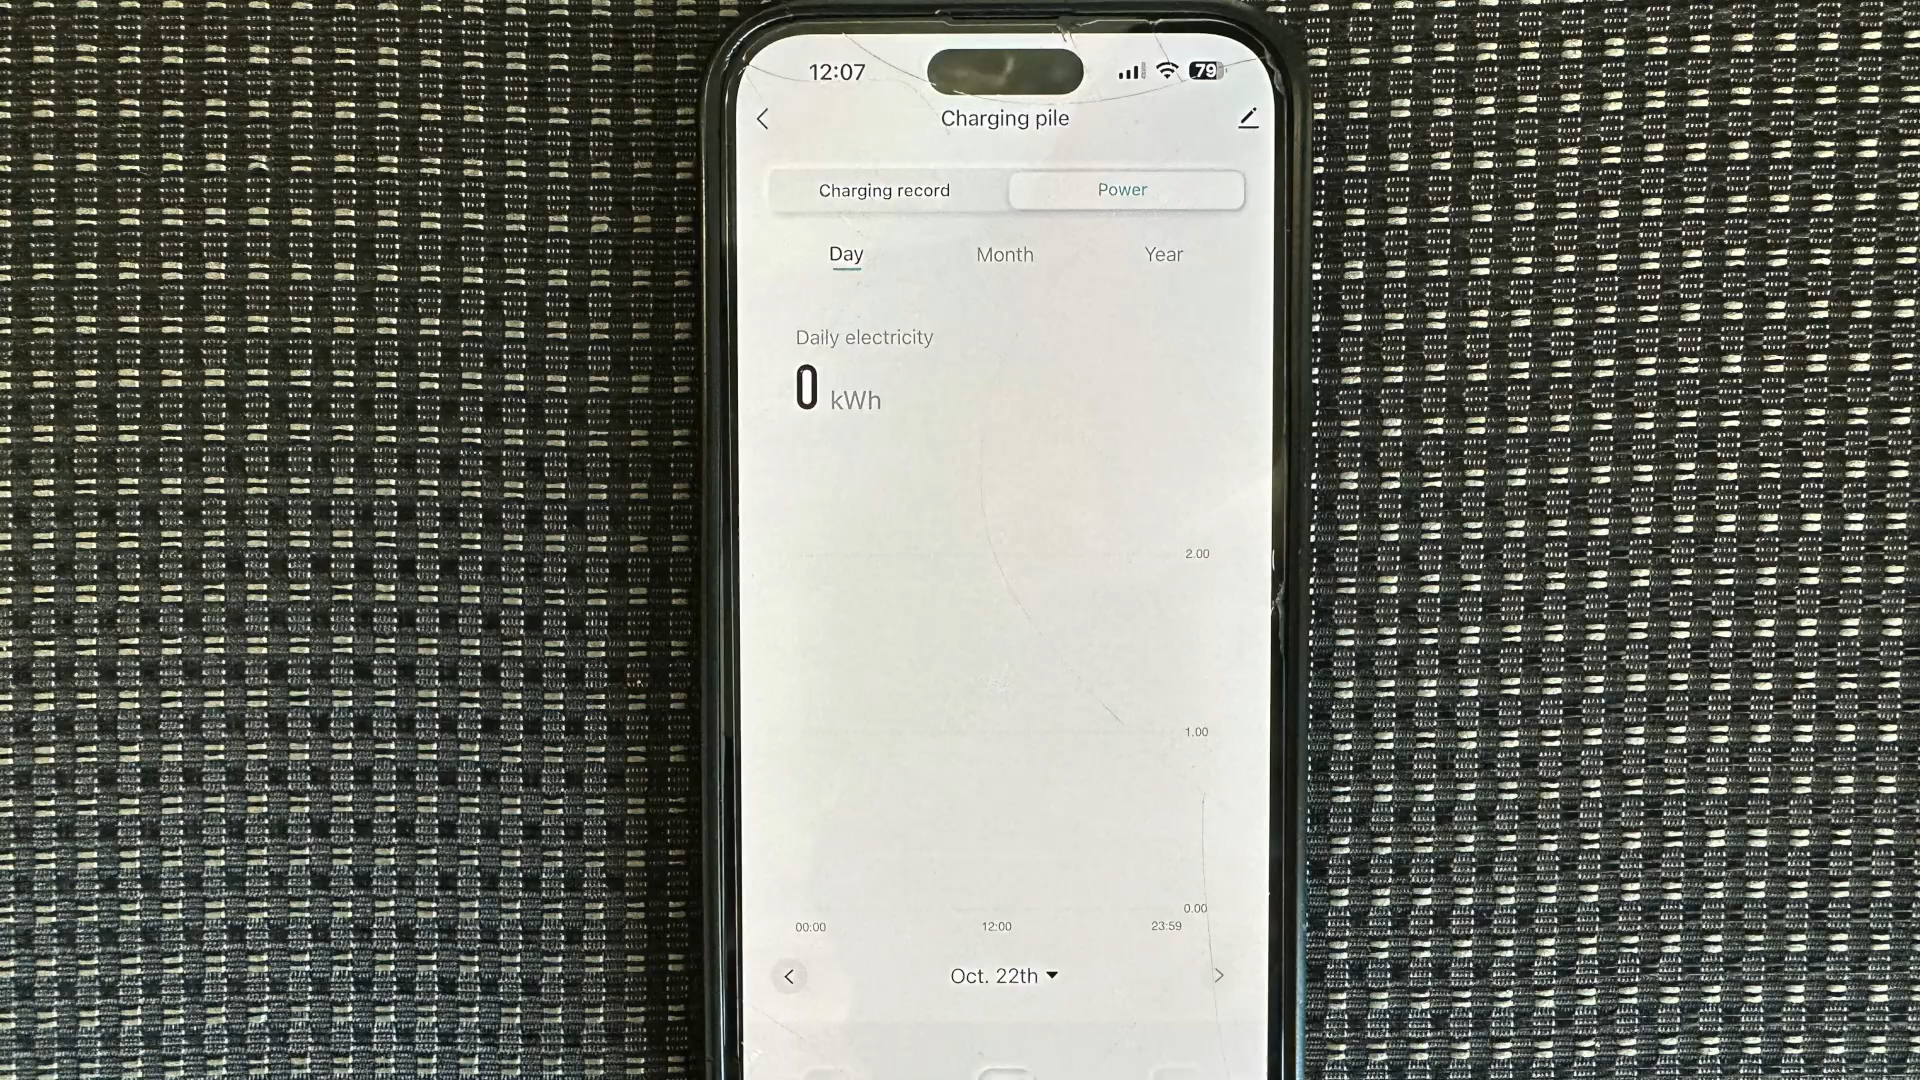 12:07
79
Charging pile
Charging record
Power
Day
Month
Year
Daily electricity
0 kWh
2.00
1.00
0.00
00:00
12:00
23:59
Oct. 22th